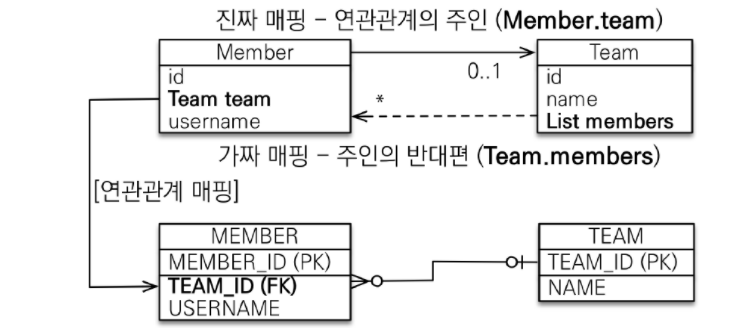 진짜 매핑 - 연관관계의 주인 (Member.team)
Member
id
Team team
username
Team
id
name
List members
0..1
*
가짜 매핑 - 주인의 반대편 (Team.members)
[연관관계 매핑]
MEMBER
MEMBER_ID (PK)
TEAM_ID (FK)
USERNAME
TEAM
TEAM_ID (PK)
NAME